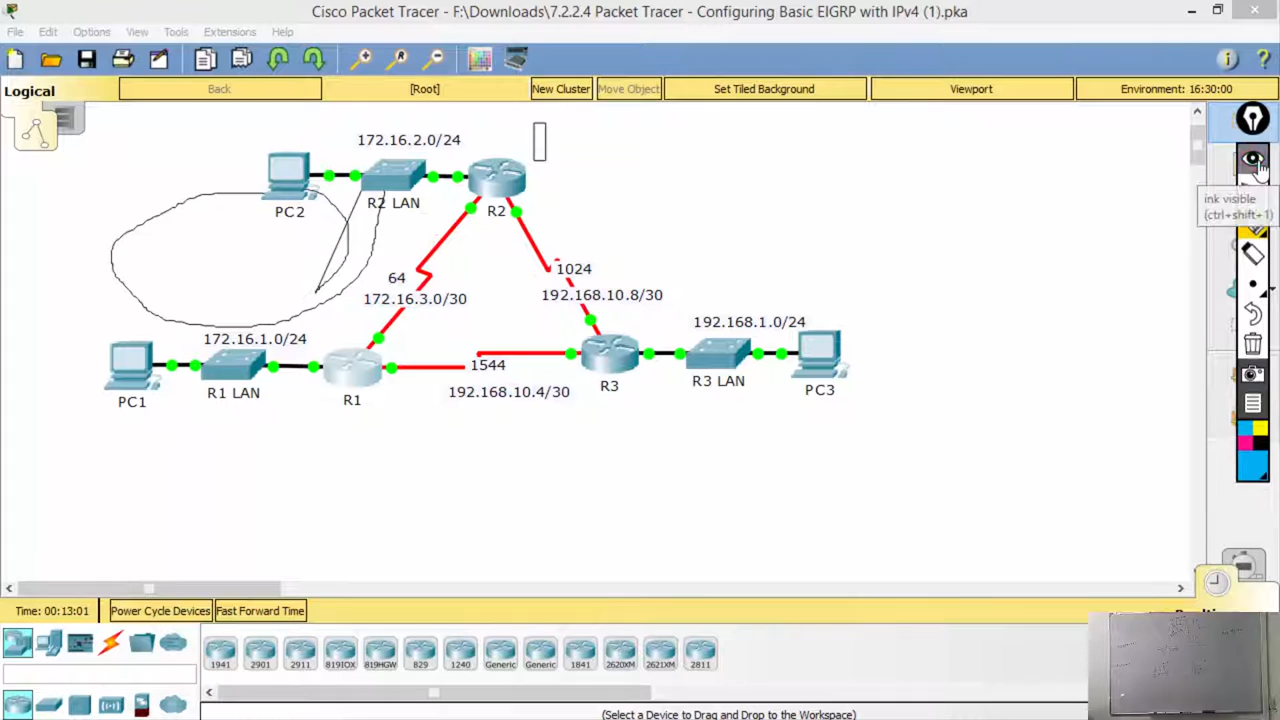 Cisco Packet Tracer - F:\Downloads\7.2.2.4 Packet Tracer - Configuring Basic EIGRP with IPv4 (1).pka
File Edit Options View Tools Extensions Help
Logical Back [Root] New Cluster Move Object Set Tiled Background Viewport Environment: 16:30:00
172.16.2.0/24
PC2 R2 LAN R2
ink visible
(ctrl+shift+1)
64 1024
172.16.3.0/30 192.168.10.8/30
172.16.1.0/24 192.168.1.0/24
1544
PC1 R1 LAN R1 192.168.10.4/30 R3 R3 LAN PC3
Time: 00:13:01 Power Cycle Devices Fast Forward Time
1941 2901 2911 819IOX 819HGW 829 1240 Generic Generic 1841 2620XM 2621XM 2811
(Select a Device to Drag and Drop to the Workspace)